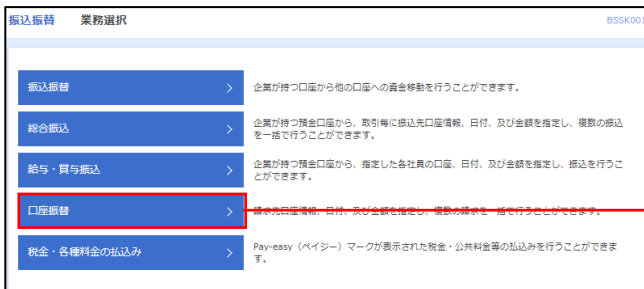 振込振替 業務選択 BSSK001
振込振替
企業が持つ口座から他の口座への資金移動を行うことができます。
総合振込
企業が持つ預金口座から、取引毎に振込先口座情報、日付、及び金額を指定し、複数の振込
を一括で行うことができます。
給与・賞与振込
企業が持つ預金口座から、指定した各社員の口座、日付、及び金額を指定し、振込を行うこ
とができます。
口座振替
請求先口座情報、日付、及び金額を指定し、複数の請求を一括で行うことができます。
税金・各種料金の払込み
Pay-easy（ペイジー）マークが表示された税金・公共料金等の払込みを行うことができま
す。